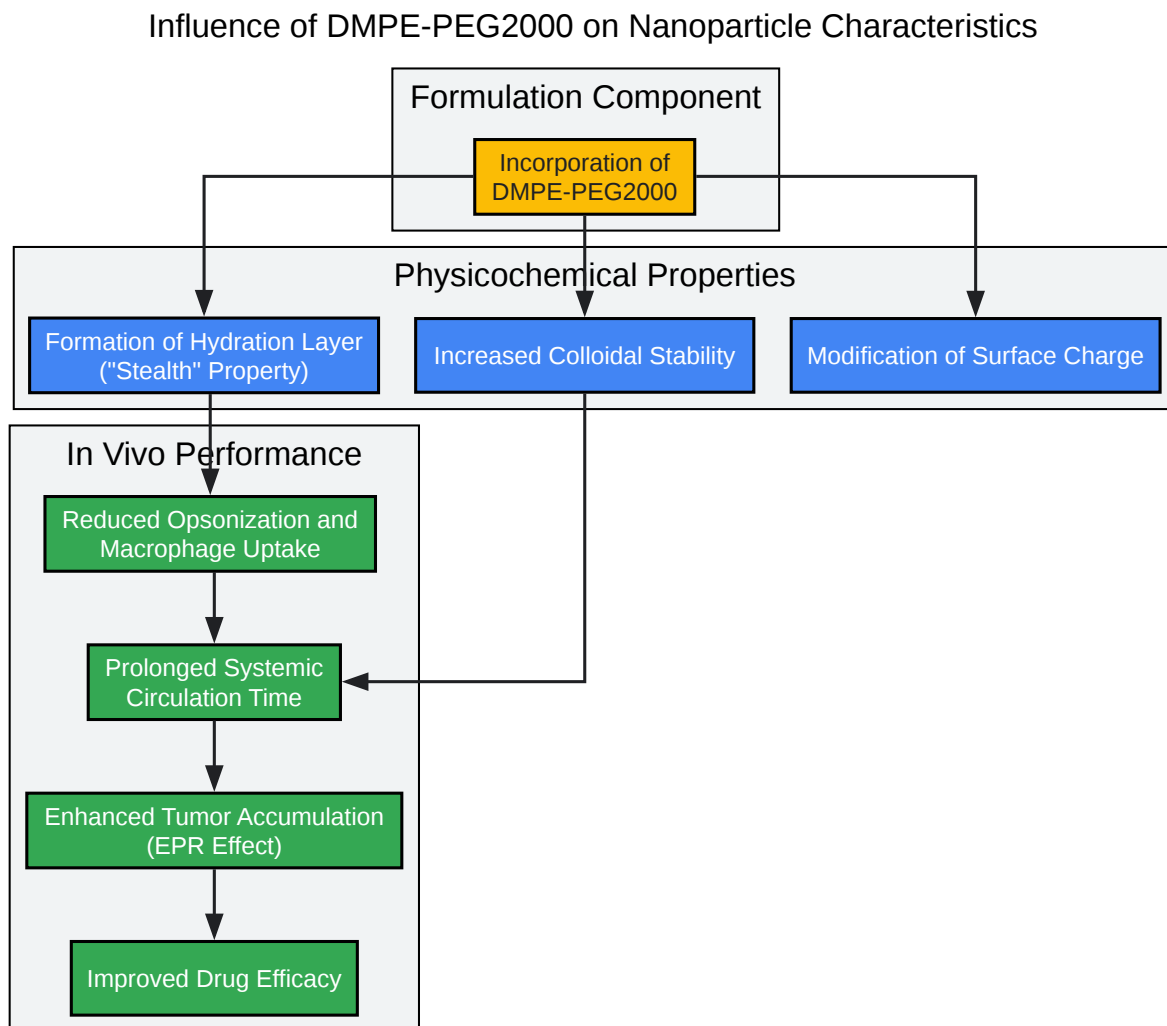 Influence of DMPE-PEG2000 on Nanoparticle Characteristics
Formulation Component
Incorporation of
DMPE-PEG2000
Physicochemical Properties
Formation of Hydration Layer
("Stealth" Property)
Increased Colloidal Stability
Modification of Surface Charge
In Vivo Performance
Reduced Opsonization and
Macrophage Uptake
Prolonged Systemic
Circulation Time
Enhanced Tumor Accumulation
(EPR Effect)
Improved Drug Efficacy